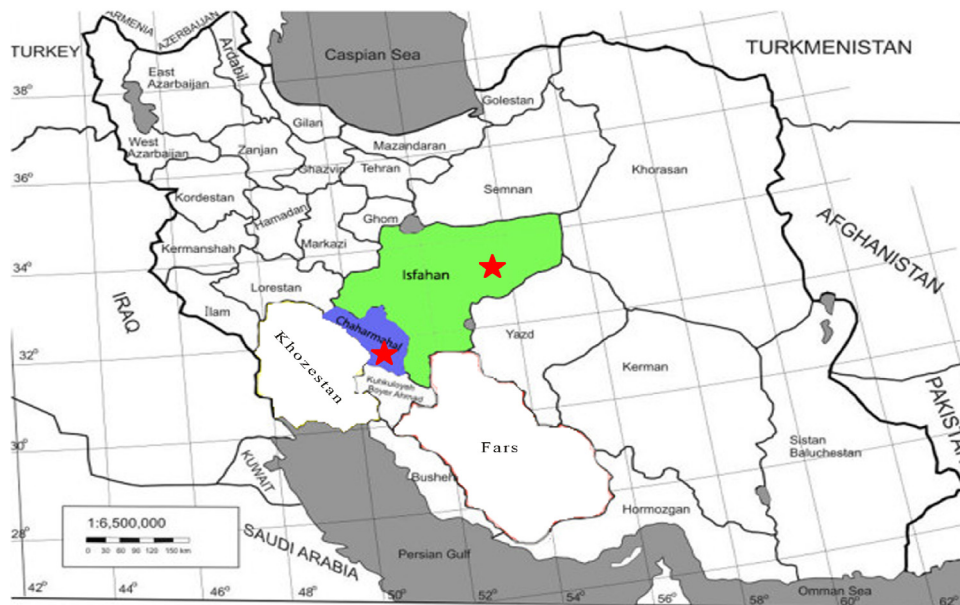 ARMENIA
AZERBAIJAN
TURKEY
Caspian Sea
TURKMENISTAN
38°
East
Azarbaijan
Ardabil
Gilan
Golestan
West
Azarbaijan
Zanjan
Mazandaran
36°
Ghazvin
Tehran
Khorasan
Kordestan
Semnan
Hamadan
Ghom
AFGHANISTAN
Kermanshah
Markazi
34°
Isfahan
Lorestan
IRAQ
Ilam
Chaharmahal
Yazd
32°
Khozestan
Kerman
Kuhkuloyeh
Boyer Ahmad
PAKISTAN
30°
Fars
Sistan
Baluchestan
KUWAIT
Busheh
Hormozgan
1:6,500,000
28°
0 30 60 90 120 150 km
SAUDI ARABIA
Persian Gulf
Omman Sea
42° 44° 46° 48° 50° 52° 54° 56° 58° 60° 62°